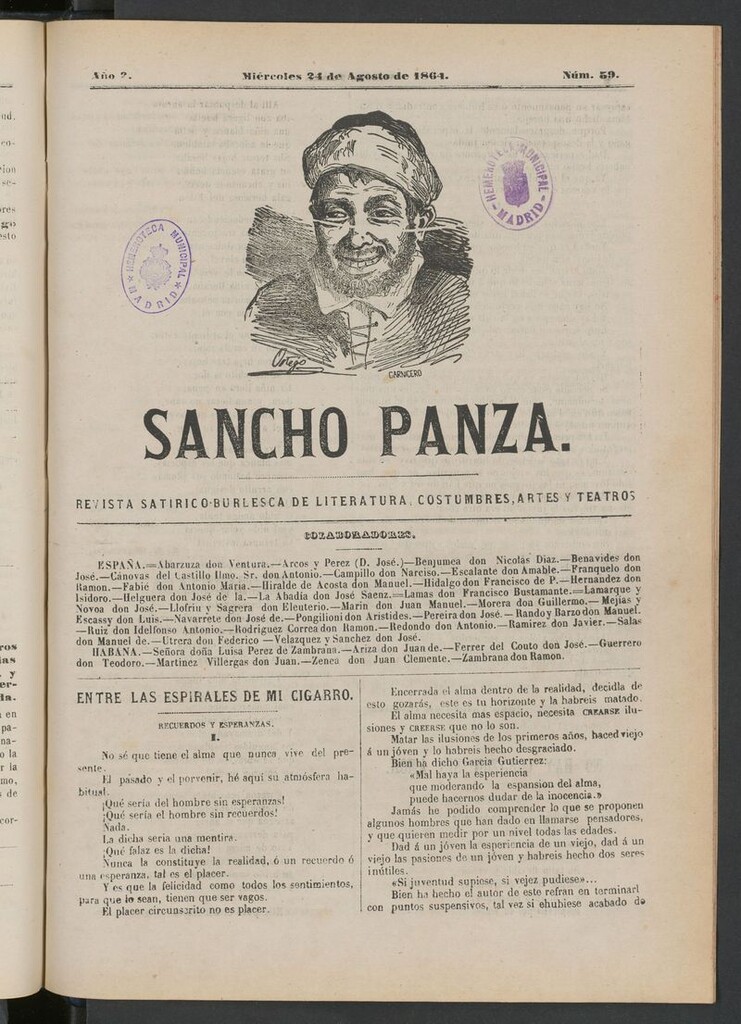 Año 2. Miércoles 24 de Agosto de 1864. Núm. 59.
HEMEROTECA MUNICIPAL
MADRID
HEMEROTECA MUNICIPAL
MADRID
Ortego
CARNICERO
SANCHO PANZA.
REVISTA SATIRICO-BURLESCA DE LITERATURA, COSTUMBRES, ARTES Y TEATROS
COLABORADORES.
ESPAÑA.=Abarzuza don Ventura.—Arcos y Perez (D. José.)—Benjumea don Nicolás Diaz.—Benavides don
José.—Cánovas del Castillo Ilmo. Sr. don Antonio.—Campillo don Narciso.—Escalante don Amable.—Franquelo don
Ramon.—Fabié don Antonio Maria.—Hiralde de Acosta don Manuel.—Hidalgo don Francisco de P.—Hernandez don
Isidoro.—Helguera don José de la.—La Abadia don José Saenz.=Lamas don Francisco Bustamante.=Lamarque y
Novoa don José.—Llofriu y Sagrera don Eleuterio.—Marin don Juan Manuel.—Morera don Guillermo.—Mejias y
Escassy don Luis.—Navarrete don José de.—Pongilioni don Arístides.—Pereira don José.—Rando y Barzo don Manuel.
—Ruiz don Idelfonso Antonio.—Rodriguez Correa don Ramon.—Redondo don Antonio.—Ramirez don Javier.—Salas
don Manuel de.—Utrera don Federico —Velazquez y Sanchez don José.
HABANA.—Señora doña Luisa Perez de Zambrana.—Ariza don Juan de.—Ferrer del Couto don José.—Guerrero
don Teodoro.—Martinez Villergas don Juan.—Zenea don Juan Clemente.—Zambrana don Ramon.
ENTRE LAS ESPIRALES DE MI CIGARRO.
RECUERDOS Y ESPERANZAS.
I.
No sé que tiene el alma que nunca vive del pre-
sente.
El pasado y el porvenir, hé aqui su atmósfera ha-
bitual.
¡Qué seria del hombre sin esperanzas!
¡Qué seria el hombre sin recuerdos!
Nada.
La dicha seria una mentira.
¡Qué falaz es la dicha!
Nunca la constituye la realidad, ó un recuerdo ó
una esperanza, tal es el placer.
Y es que la felicidad como todos los sentimientos,
para que lo sean, tienen que ser vagos.
El placer circunscrito no es placer.
Encerrada el alma dentro de la realidad, decidla de
esto gozarás, este es tu horizonte y la habreis matado.
El alma necesita mas espacio, necesita CREARSE ilu-
siones y CREERSE que no lo son.
Matar las ilusiones de los primeros años, haced viejo
á un jóven y lo habreis hecho desgraciado.
Bien ha dicho Garcia Gutierrez:
«Mal haya la esperiencia
que moderando la espansion del alma,
puede hacernos dudar de la inocencia.»
Jamás he podido comprender lo que se proponen
algunos hombres que han dado en llamarse pensadores,
y que quieren medir por un nivel todas las edades.
Dad á un jóven la esperiencia de un viejo, dad á un
viejo las pasiones de un jóven y habreis hecho dos seres
inútiles.
«Si juventud supiese, si vejez pudiese»...
Bien ha hecho el autor de este refran en terminarl
con puntos suspensivos, tal vez si ehubiese acabado de